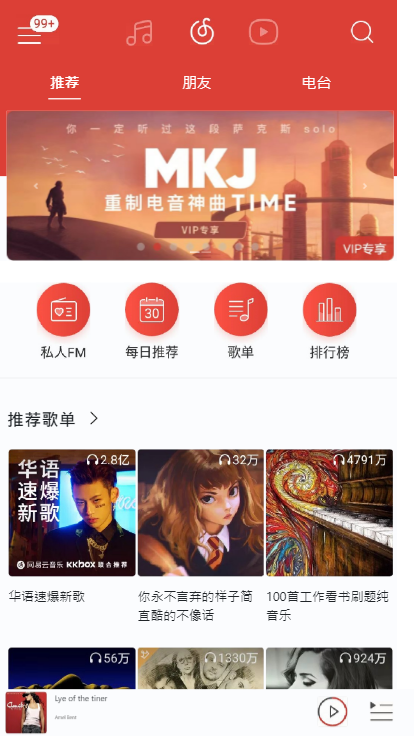 99+
推荐
朋友
电台
你一定听过这段萨克斯solo
MKJ
重制电音神曲TIME
VIP专享
VIP专享
30
私人FM
每日推荐
歌单
排行榜
推荐歌单
2.8亿
华语
速爆
新歌
网易云音乐 KKBOX 联合推荐
32万
4791万
华语速爆新歌
你永不言弃的样子简
直酷的不像话
100首工作看书刷题纯
音乐
56万
1330万
924万
Lye of the tiner